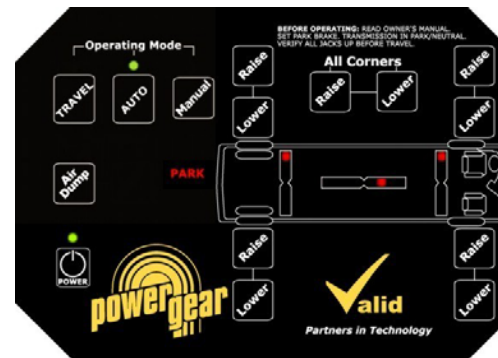 BEFORE OPERATING: READ OWNER'S MANUAL.
SET PARK BRAKE. TRANSMISSION IN PARK/NEUTRAL.
VERIFY ALL JACKS UP BEFORE TRAVEL.
Operating Mode
TRAVEL
AUTO
Manual
Raise
Lower
All Corners
Raise
Lower
Raise
Lower
Air
Dump
PARK
POWER
Raise
Lower
Raise
Lower
powergear
Valid
Partners in Technology